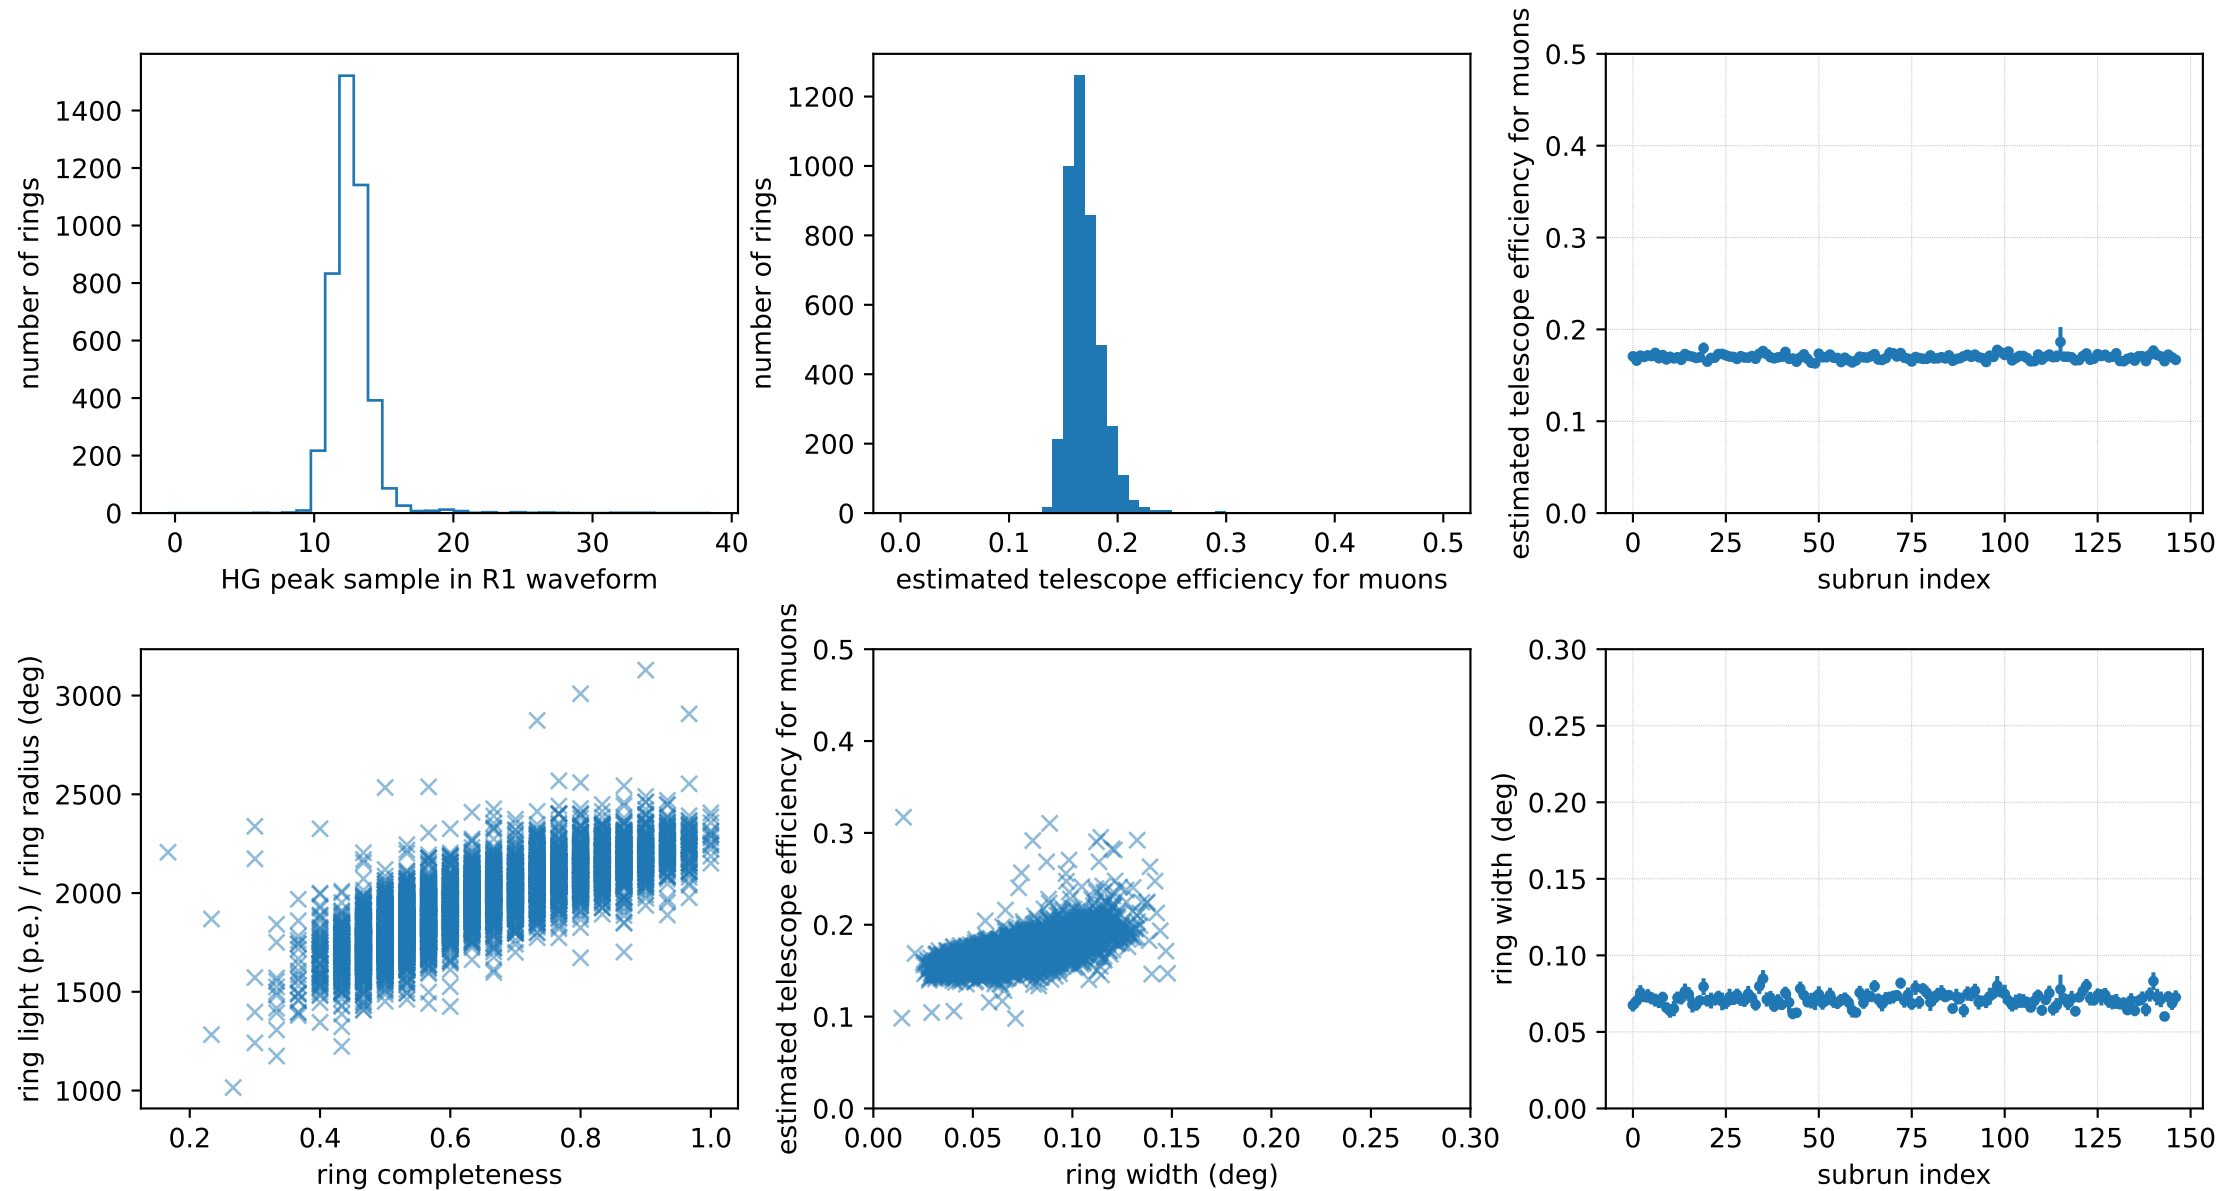 number of rings
1400
1200
1000
800
600
400
200
0
0 10 20 30 40
HG peak sample in R1 waveform
number of rings
1200
1000
800
600
400
200
0
0.0 0.1 0.2 0.3 0.4 0.5
estimated telescope efficiency for muons
estimated telescope efficiency for muons
0.5
0.4
0.3
0.2
0.1
0.0
0 25 50 75 100 125 150
subrun index
ring light (p.e.) / ring radius (deg)
3000
2500
2000
1500
1000
0.2 0.4 0.6 0.8 1.0
ring completeness
estimated telescope efficiency for muons
0.5
0.4
0.3
0.2
0.1
0.0
0.00 0.05 0.10 0.15 0.20 0.25 0.30
ring width (deg)
ring width (deg)
0.30
0.25
0.20
0.15
0.10
0.05
0.00
0 25 50 75 100 125 150
subrun index